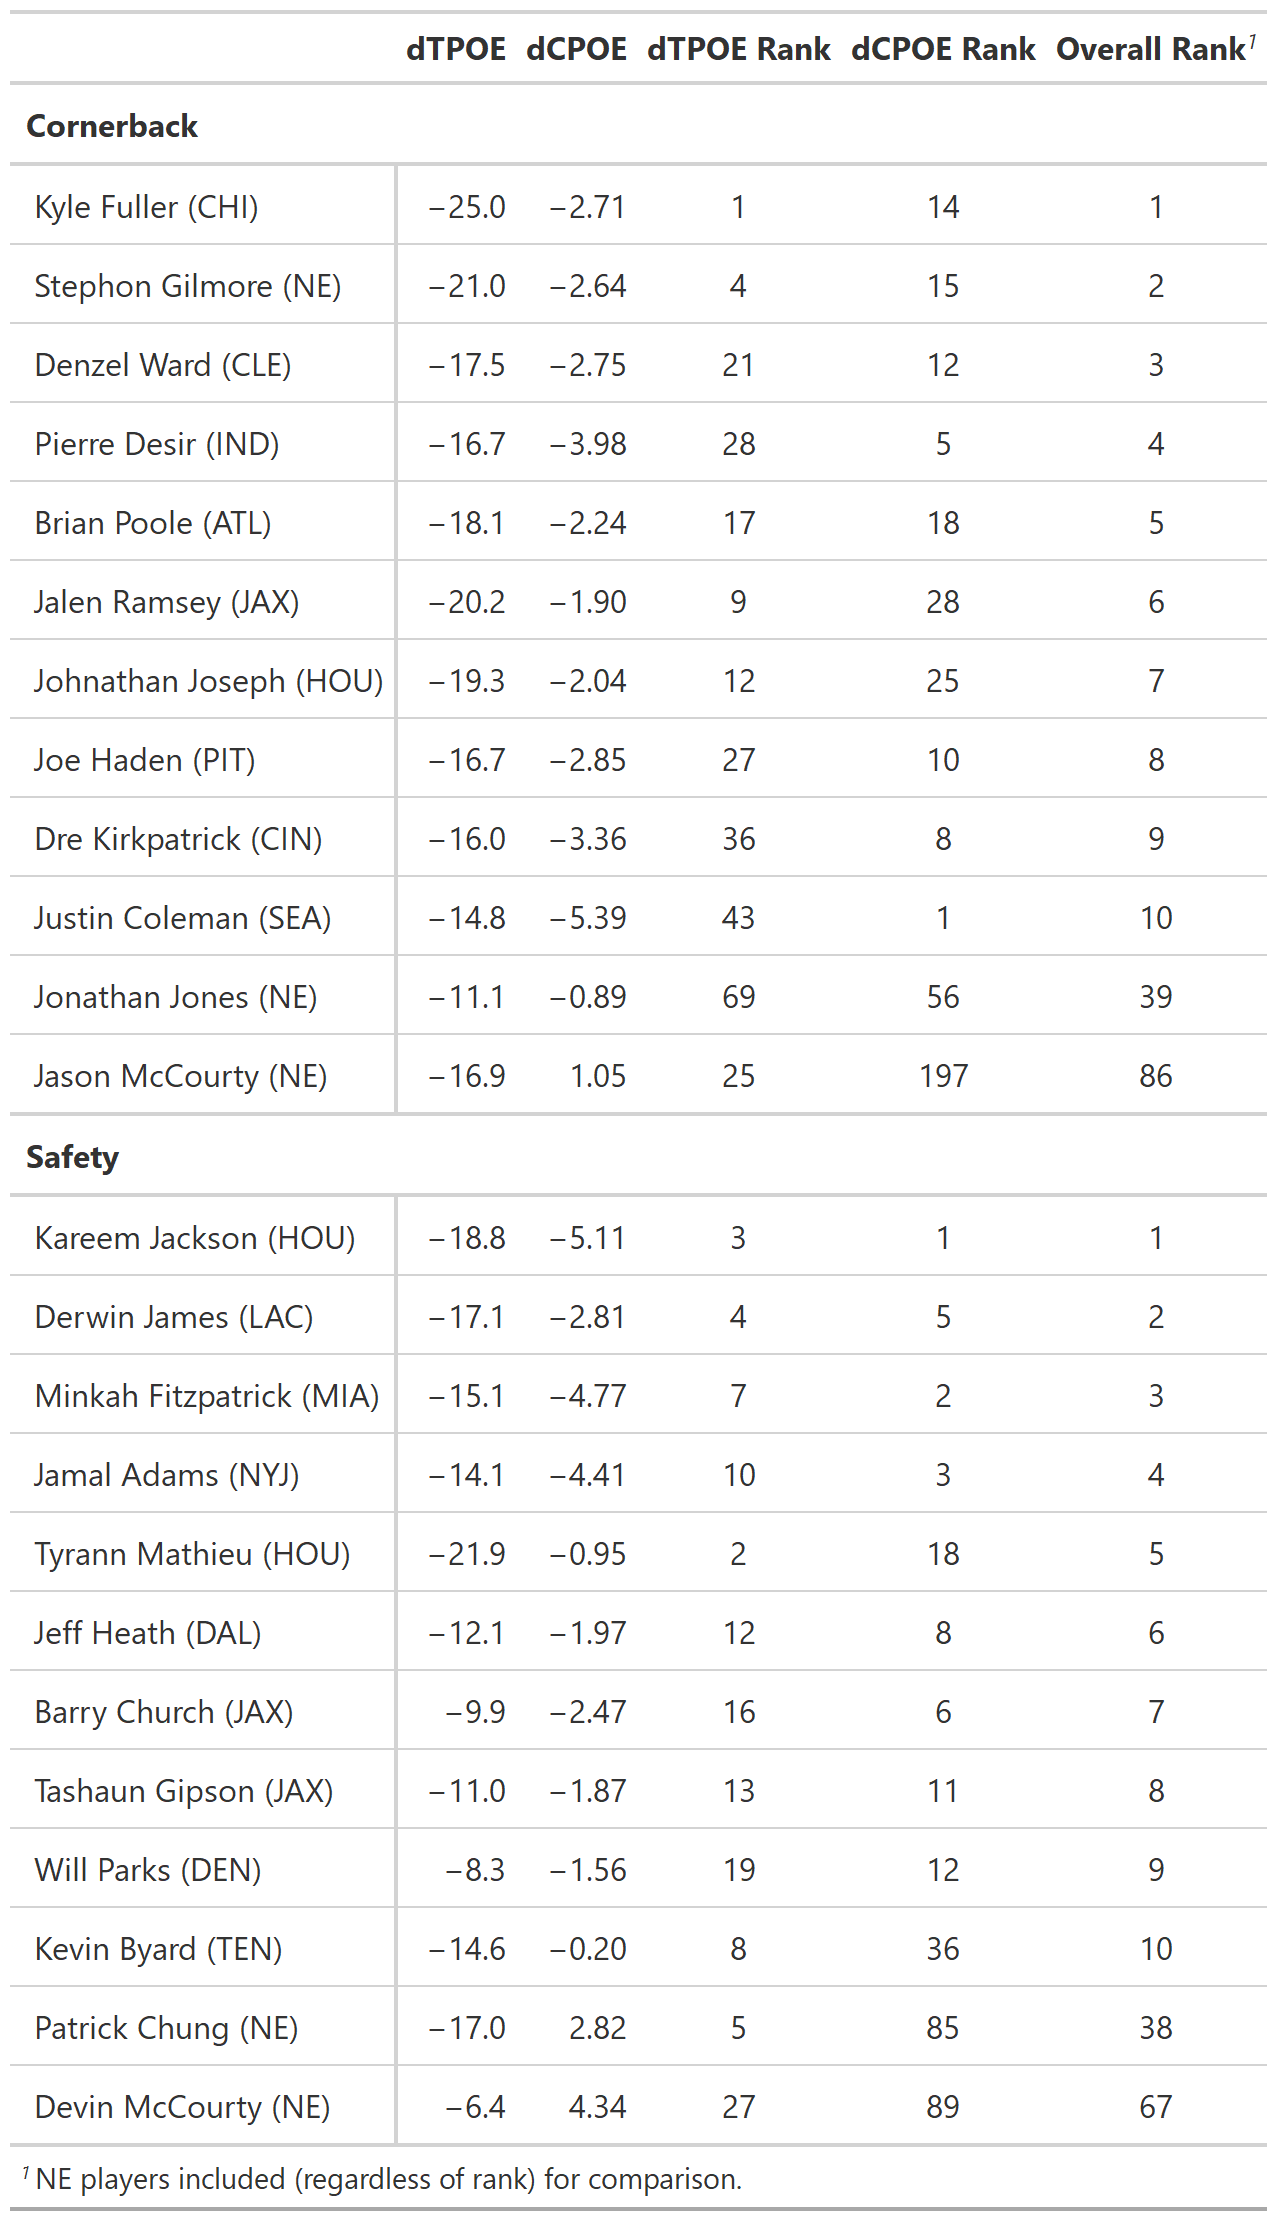 dTPOE dCPOE dTPOE Rank dCPOE Rank Overall Rank¹
Cornerback
Kyle Fuller (CHI) −25.0 −2.71 1 14 1
Stephon Gilmore (NE) −21.0 −2.64 4 15 2
Denzel Ward (CLE) −17.5 −2.75 21 12 3
Pierre Desir (IND) −16.7 −3.98 28 5 4
Brian Poole (ATL) −18.1 −2.24 17 18 5
Jalen Ramsey (JAX) −20.2 −1.90 9 28 6
Johnathan Joseph (HOU) −19.3 −2.04 12 25 7
Joe Haden (PIT) −16.7 −2.85 27 10 8
Dre Kirkpatrick (CIN) −16.0 −3.36 36 8 9
Justin Coleman (SEA) −14.8 −5.39 43 1 10
Jonathan Jones (NE) −11.1 −0.89 69 56 39
Jason McCourty (NE) −16.9 1.05 25 197 86
Safety
Kareem Jackson (HOU) −18.8 −5.11 3 1 1
Derwin James (LAC) −17.1 −2.81 4 5 2
Minkah Fitzpatrick (MIA) −15.1 −4.77 7 2 3
Jamal Adams (NYJ) −14.1 −4.41 10 3 4
Tyrann Mathieu (HOU) −21.9 −0.95 2 18 5
Jeff Heath (DAL) −12.1 −1.97 12 8 6
Barry Church (JAX) −9.9 −2.47 16 6 7
Tashaun Gipson (JAX) −11.0 −1.87 13 11 8
Will Parks (DEN) −8.3 −1.56 19 12 9
Kevin Byard (TEN) −14.6 −0.20 8 36 10
Patrick Chung (NE) −17.0 2.82 5 85 38
Devin McCourty (NE) −6.4 4.34 27 89 67
¹ NE players included (regardless of rank) for comparison.